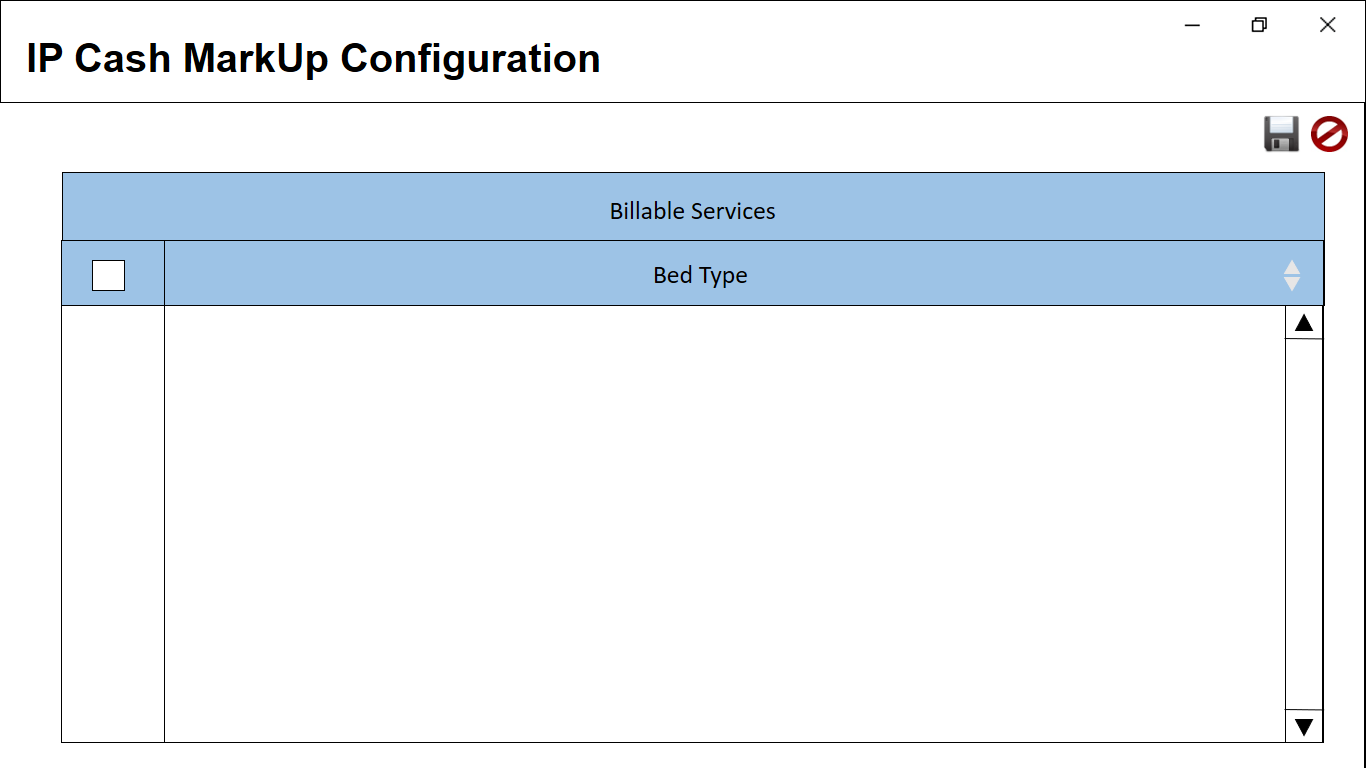 IP Cash MarkUp Configuration
Billable Services
Bed Type